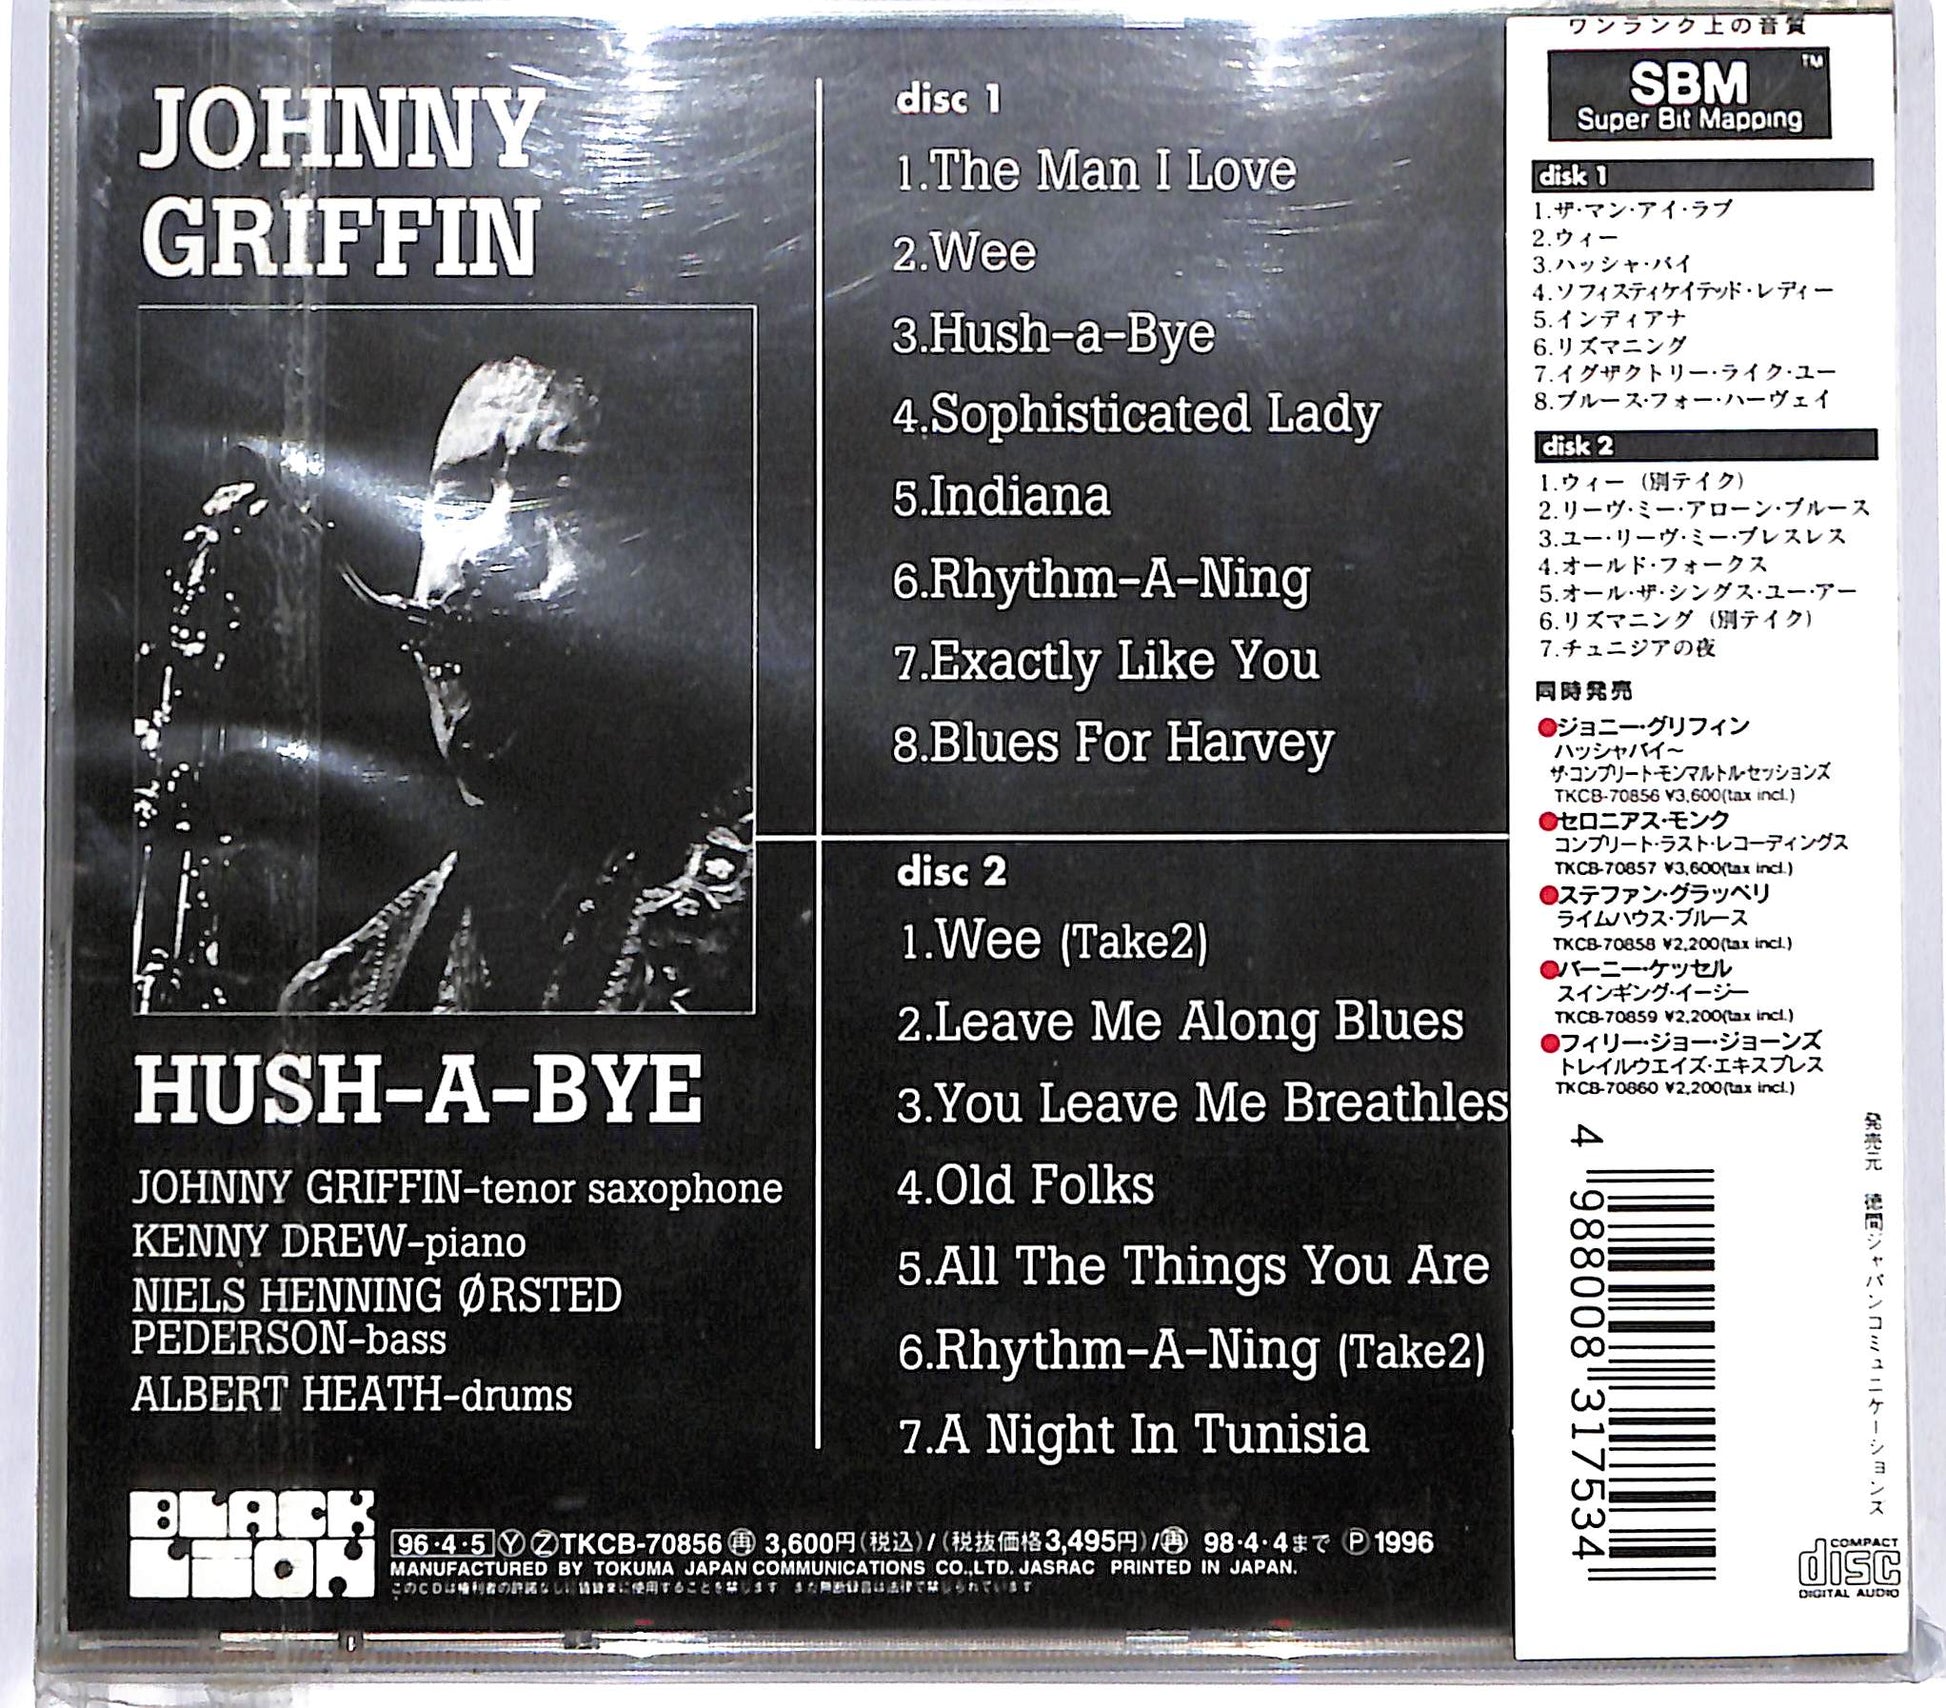 JOHNNY
GRIFFIN
HUSH-A-BYE
JOHNNY GRIFFIN-tenor saxophone
KENNY DREW-piano
NIELS HENNING ØRSTED
PEDERSON-bass
ALBERT HEATH-drums
disc 1
1.The Man I Love
2.Wee
3.Hush-a-Bye
4.Sophisticated Lady
5.Indiana
6.Rhythm-A-Ning
7.Exactly Like You
8.Blues For Harvey
disc 2
1.Wee (Take2)
2.Leave Me Along Blues
3.You Leave Me Breathles
4.Old Folks
5.All The Things You Are
6.Rhythm-A-Ning (Take2)
7.A Night In Tunisia
BLACK
LION
96·4·5 Ⓨ Ⓩ TKCB-70856 ㊢ 3,600円(税込)/(税抜価格3,495円)/㊢ 98·4·4まで Ⓟ 1996
MANUFACTURED BY TOKUMA JAPAN COMMUNICATIONS CO.,LTD. JASRAC PRINTED IN JAPAN.
ワンランク上の音質
SBM™
Super Bit Mapping
disk 1
1.ザ・マン・アイ・ラブ
2.ウィー
3.ハッシャ・バイ
4.ソフィスティケイテッド・レディー
5.インディアナ
6.リズマニング
7.イグザクトリー・ライク・ユー
8.ブルース・フォー・ハーヴェイ
disk 2
1.ウィー (別テイク)
2.リーヴ・ミー・アローン・ブルース
3.ユー・リーヴ・ミー・ブレスレス
4.オールド・フォークス
5.オール・ザ・シングス・ユー・アー
6.リズマニング (別テイク)
7.チュニジアの夜
同時発売
●ジョニー・グリフィン
ハッシャバイ〜
ザ・コンプリート・モンマルトル・セッションズ
TKCB-70856 ¥3,600(tax incl.)
●セロニアス・モンク
コンプリート・ラスト・レコーディングス
TKCB-70857 ¥3,600(tax incl.)
●ステファン・グラッペリ
ライムハウス・ブルース
TKCB-70858 ¥2,200(tax incl.)
●バーニー・ケッセル
スインギング・イージー
TKCB-70859 ¥2,200(tax incl.)
●フィリー・ジョー・ジョーンズ
トレイルウエイズ・エキスプレス
TKCB-70860 ¥2,200(tax incl.)
4 988008 317534
発売元 徳間ジャパンコミュニケーションズ
COMPACT
disc
DIGITAL AUDIO